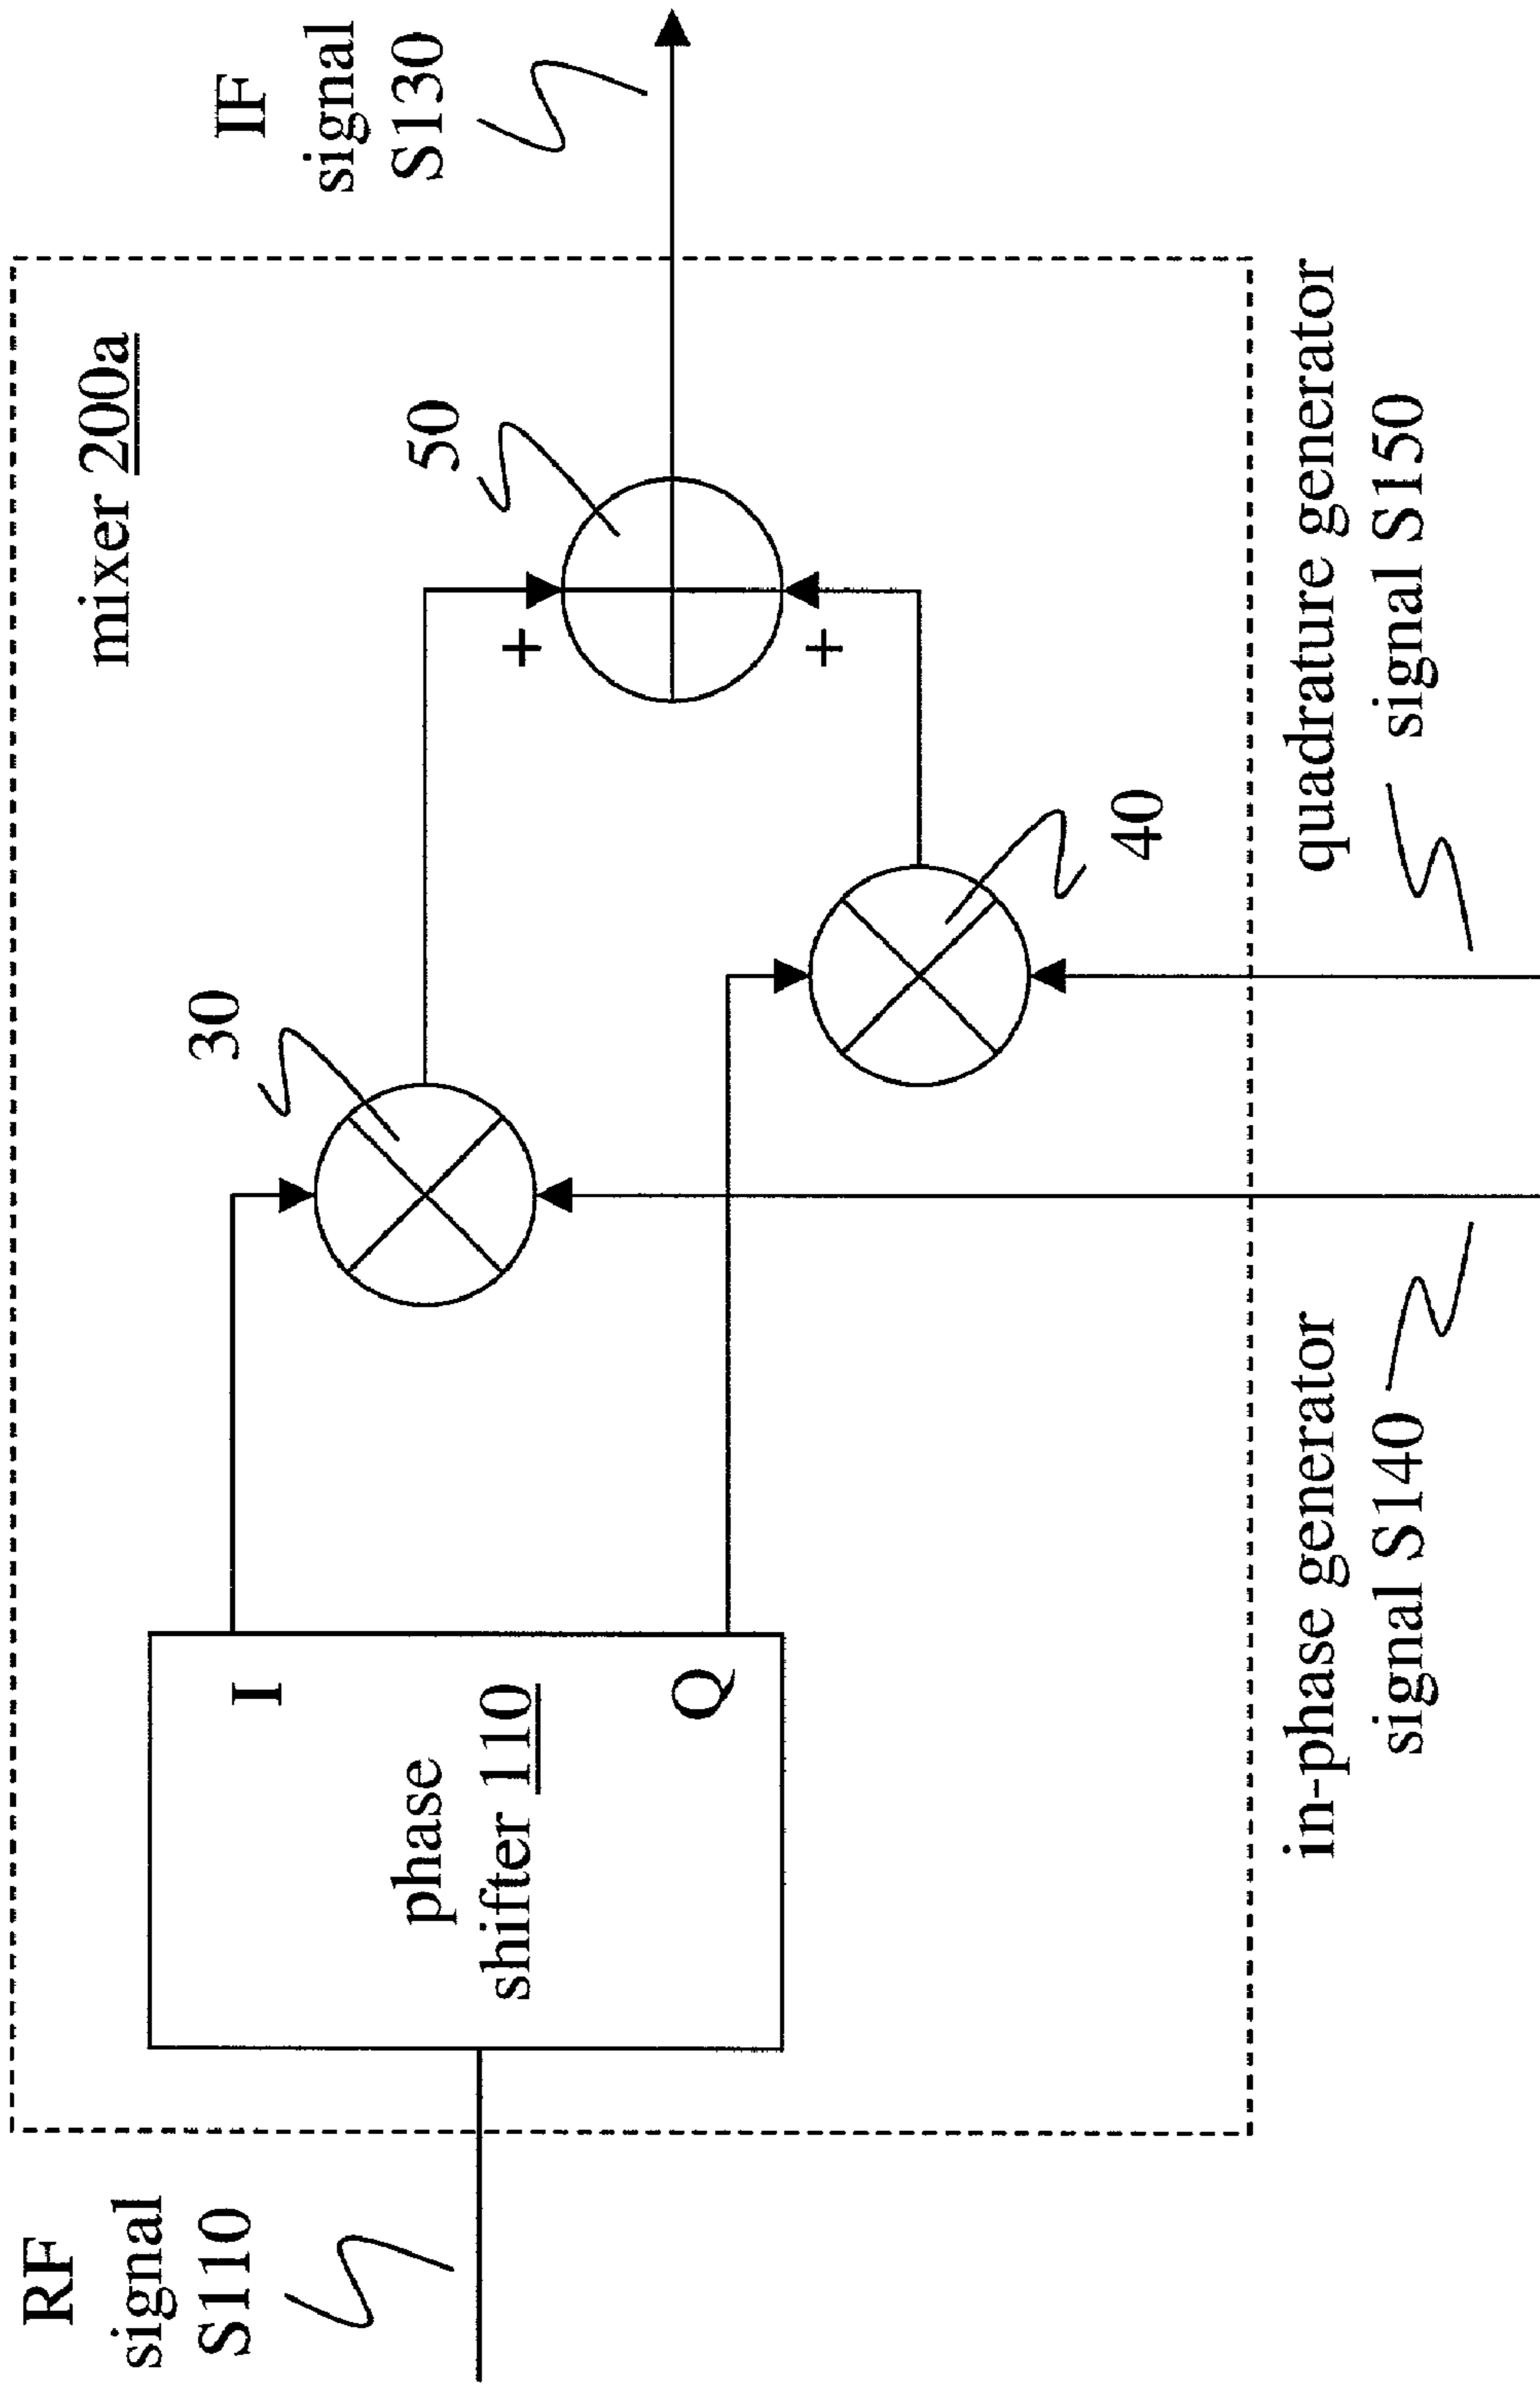 mixer 200a
RF
signal
S110
IF
signal
S130
30
50
+
+
40
I
phase
shifter 110
Q
in-phase generator
signal S140
quadrature generator
signal S150